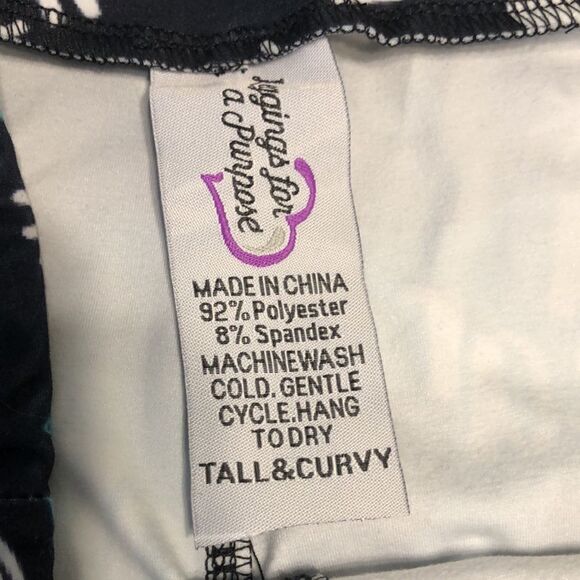 Leggings for
a Purpose
MADE IN CHINA
92% Polyester
8% Spandex
MACHINEWASH
COLD. GENTLE
CYCLE.HANG
TO DRY
TALL&CURVY